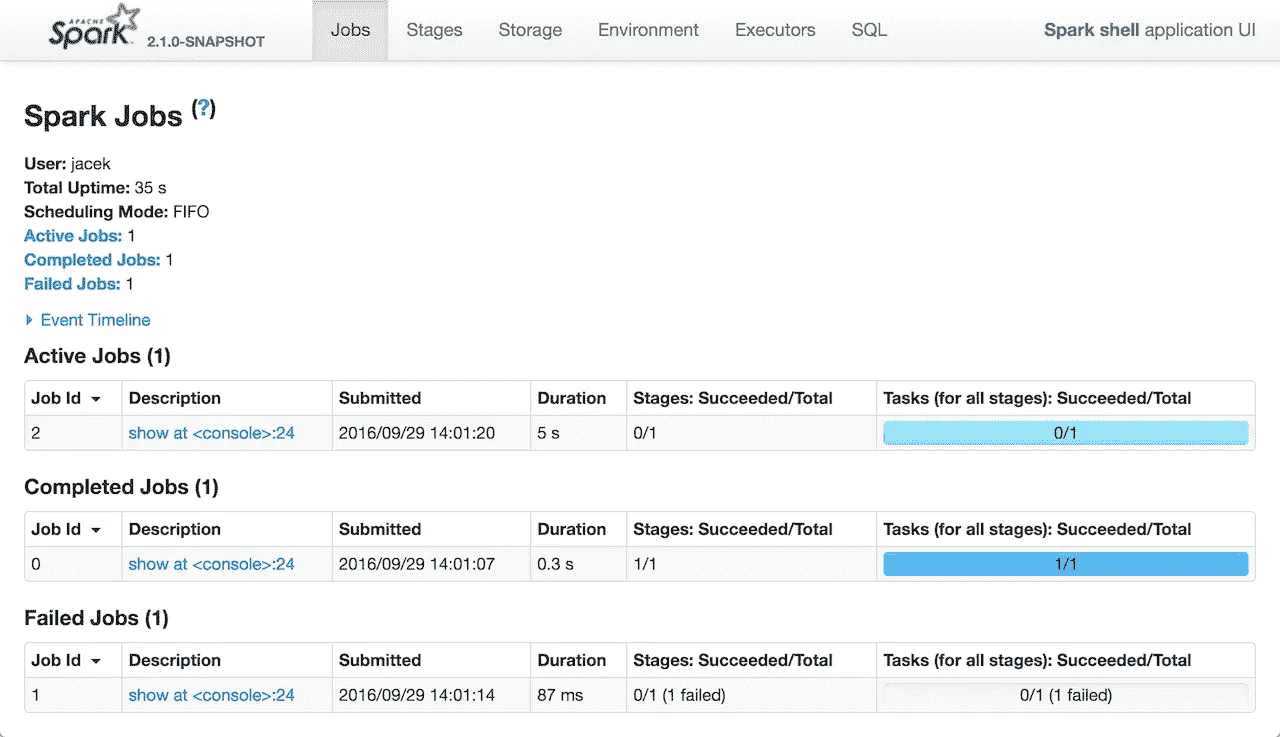 APACHE Spark 2.1.0-SNAPSHOT Jobs Stages Storage Environment Executors SQL Spark shell application UI
Spark Jobs (?)
User: jacek
Total Uptime: 35 s
Scheduling Mode: FIFO
Active Jobs: 1
Completed Jobs: 1
Failed Jobs: 1
Event Timeline
Active Jobs (1)
Job Id Description Submitted Duration Stages: Succeeded/Total Tasks (for all stages): Succeeded/Total
2 show at <console>:24 2016/09/29 14:01:20 5 s 0/1 0/1
Completed Jobs (1)
Job Id Description Submitted Duration Stages: Succeeded/Total Tasks (for all stages): Succeeded/Total
0 show at <console>:24 2016/09/29 14:01:07 0.3 s 1/1 1/1
Failed Jobs (1)
Job Id Description Submitted Duration Stages: Succeeded/Total Tasks (for all stages): Succeeded/Total
1 show at <console>:24 2016/09/29 14:01:14 87 ms 0/1 (1 failed) 0/1 (1 failed)